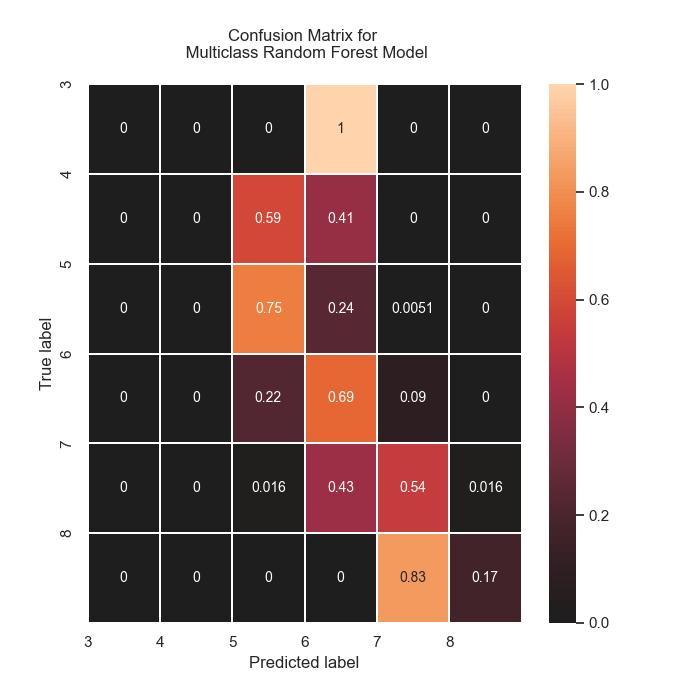 Confusion Matrix for
Multiclass Random Forest Model
3
4
5
6
7
8
True label
0 0 0 1 0 0
0 0 0.59 0.41 0 0
0 0 0.75 0.24 0.0051 0
0 0 0.22 0.69 0.09 0
0 0 0.016 0.43 0.54 0.016
0 0 0 0 0.83 0.17
3 4 5 6 7 8
Predicted label
1.0
0.8
0.6
0.4
0.2
0.0